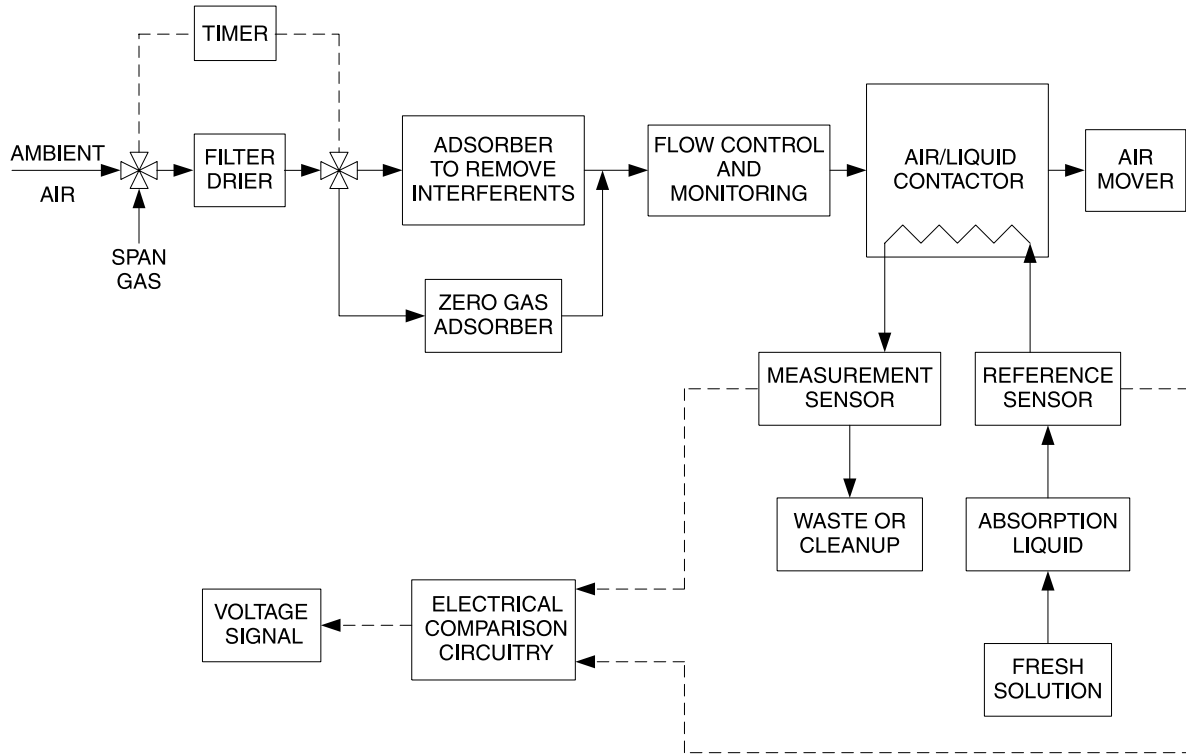 TIMER
AMBIENT
AIR
SPAN
GAS
FILTER
DRIER
ADSORBER
TO REMOVE
INTERFERENTS
ZERO GAS
ADSORBER
FLOW CONTROL
AND
MONITORING
AIR/LIQUID
CONTACTOR
AIR
MOVER
MEASUREMENT
SENSOR
REFERENCE
SENSOR
WASTE OR
CLEANUP
ABSORPTION
LIQUID
VOLTAGE
SIGNAL
ELECTRICAL
COMPARISON
CIRCUITRY
FRESH
SOLUTION